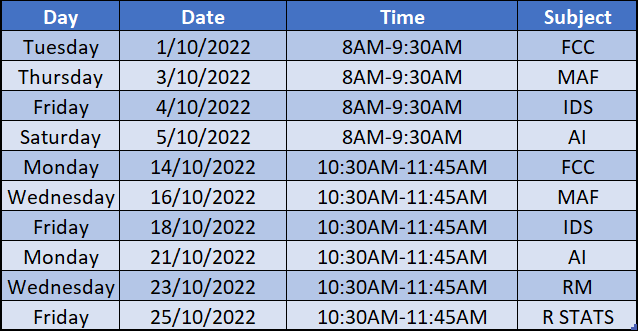 Day Date Time Subject
Tuesday 1/10/2022 8AM-9:30AM FCC
Thursday 3/10/2022 8AM-9:30AM MAF
Friday 4/10/2022 8AM-9:30AM IDS
Saturday 5/10/2022 8AM-9:30AM AI
Monday 14/10/2022 10:30AM-11:45AM FCC
Wednesday 16/10/2022 10:30AM-11:45AM MAF
Friday 18/10/2022 10:30AM-11:45AM IDS
Monday 21/10/2022 10:30AM-11:45AM AI
Wednesday 23/10/2022 10:30AM-11:45AM RM
Friday 25/10/2022 10:30AM-11:45AM R STATS